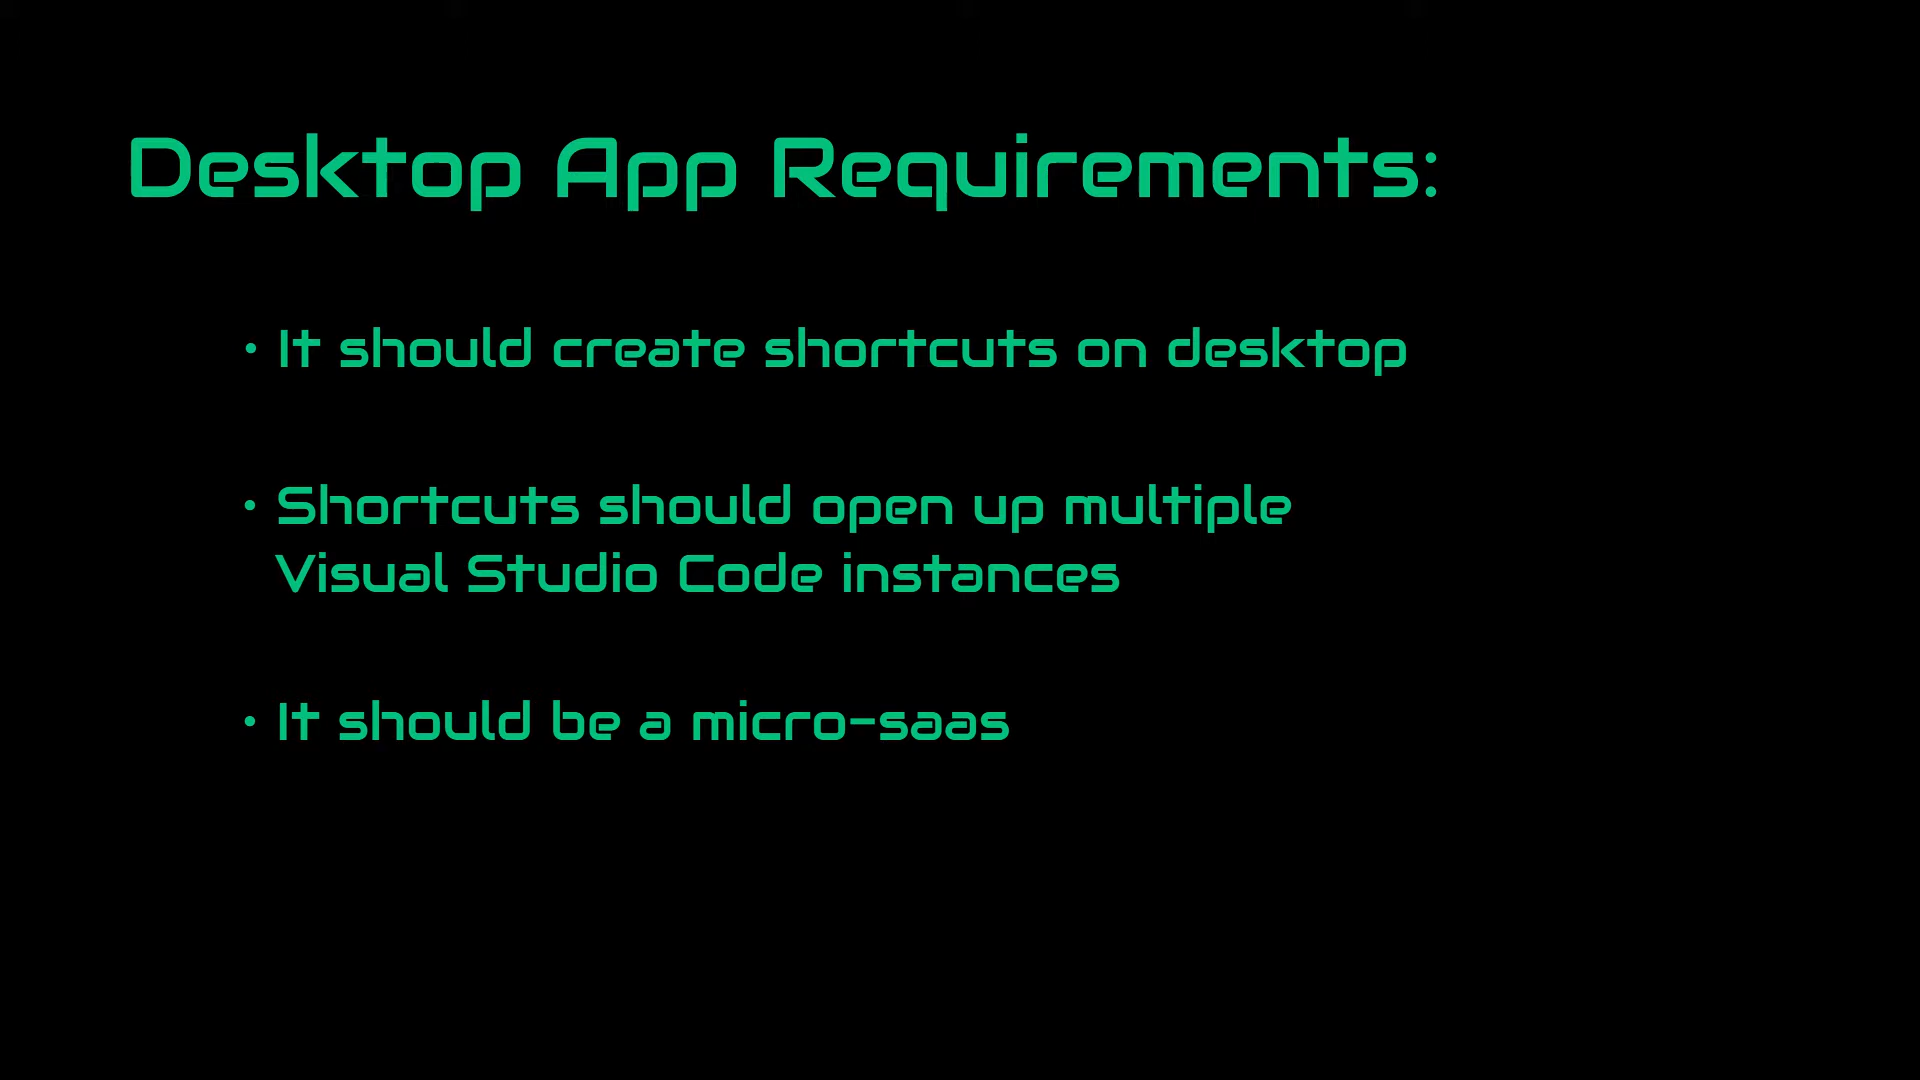 Desktop App Requirements:
• It should create shortcuts on desktop
• Shortcuts should open up multiple
Visual Studio Code instances
• It should be a micro-saas